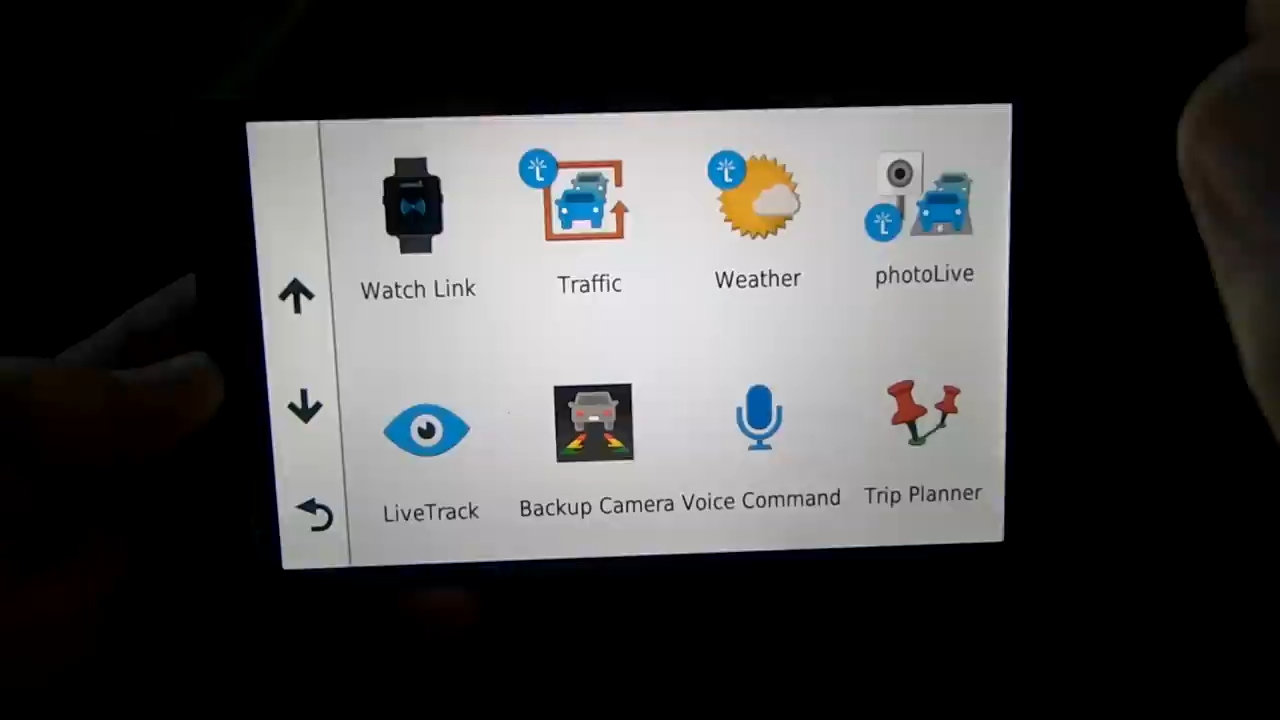 Watch Link
Traffic
Weather
photoLive
LiveTrack
Backup Camera
Voice Command
Trip Planner